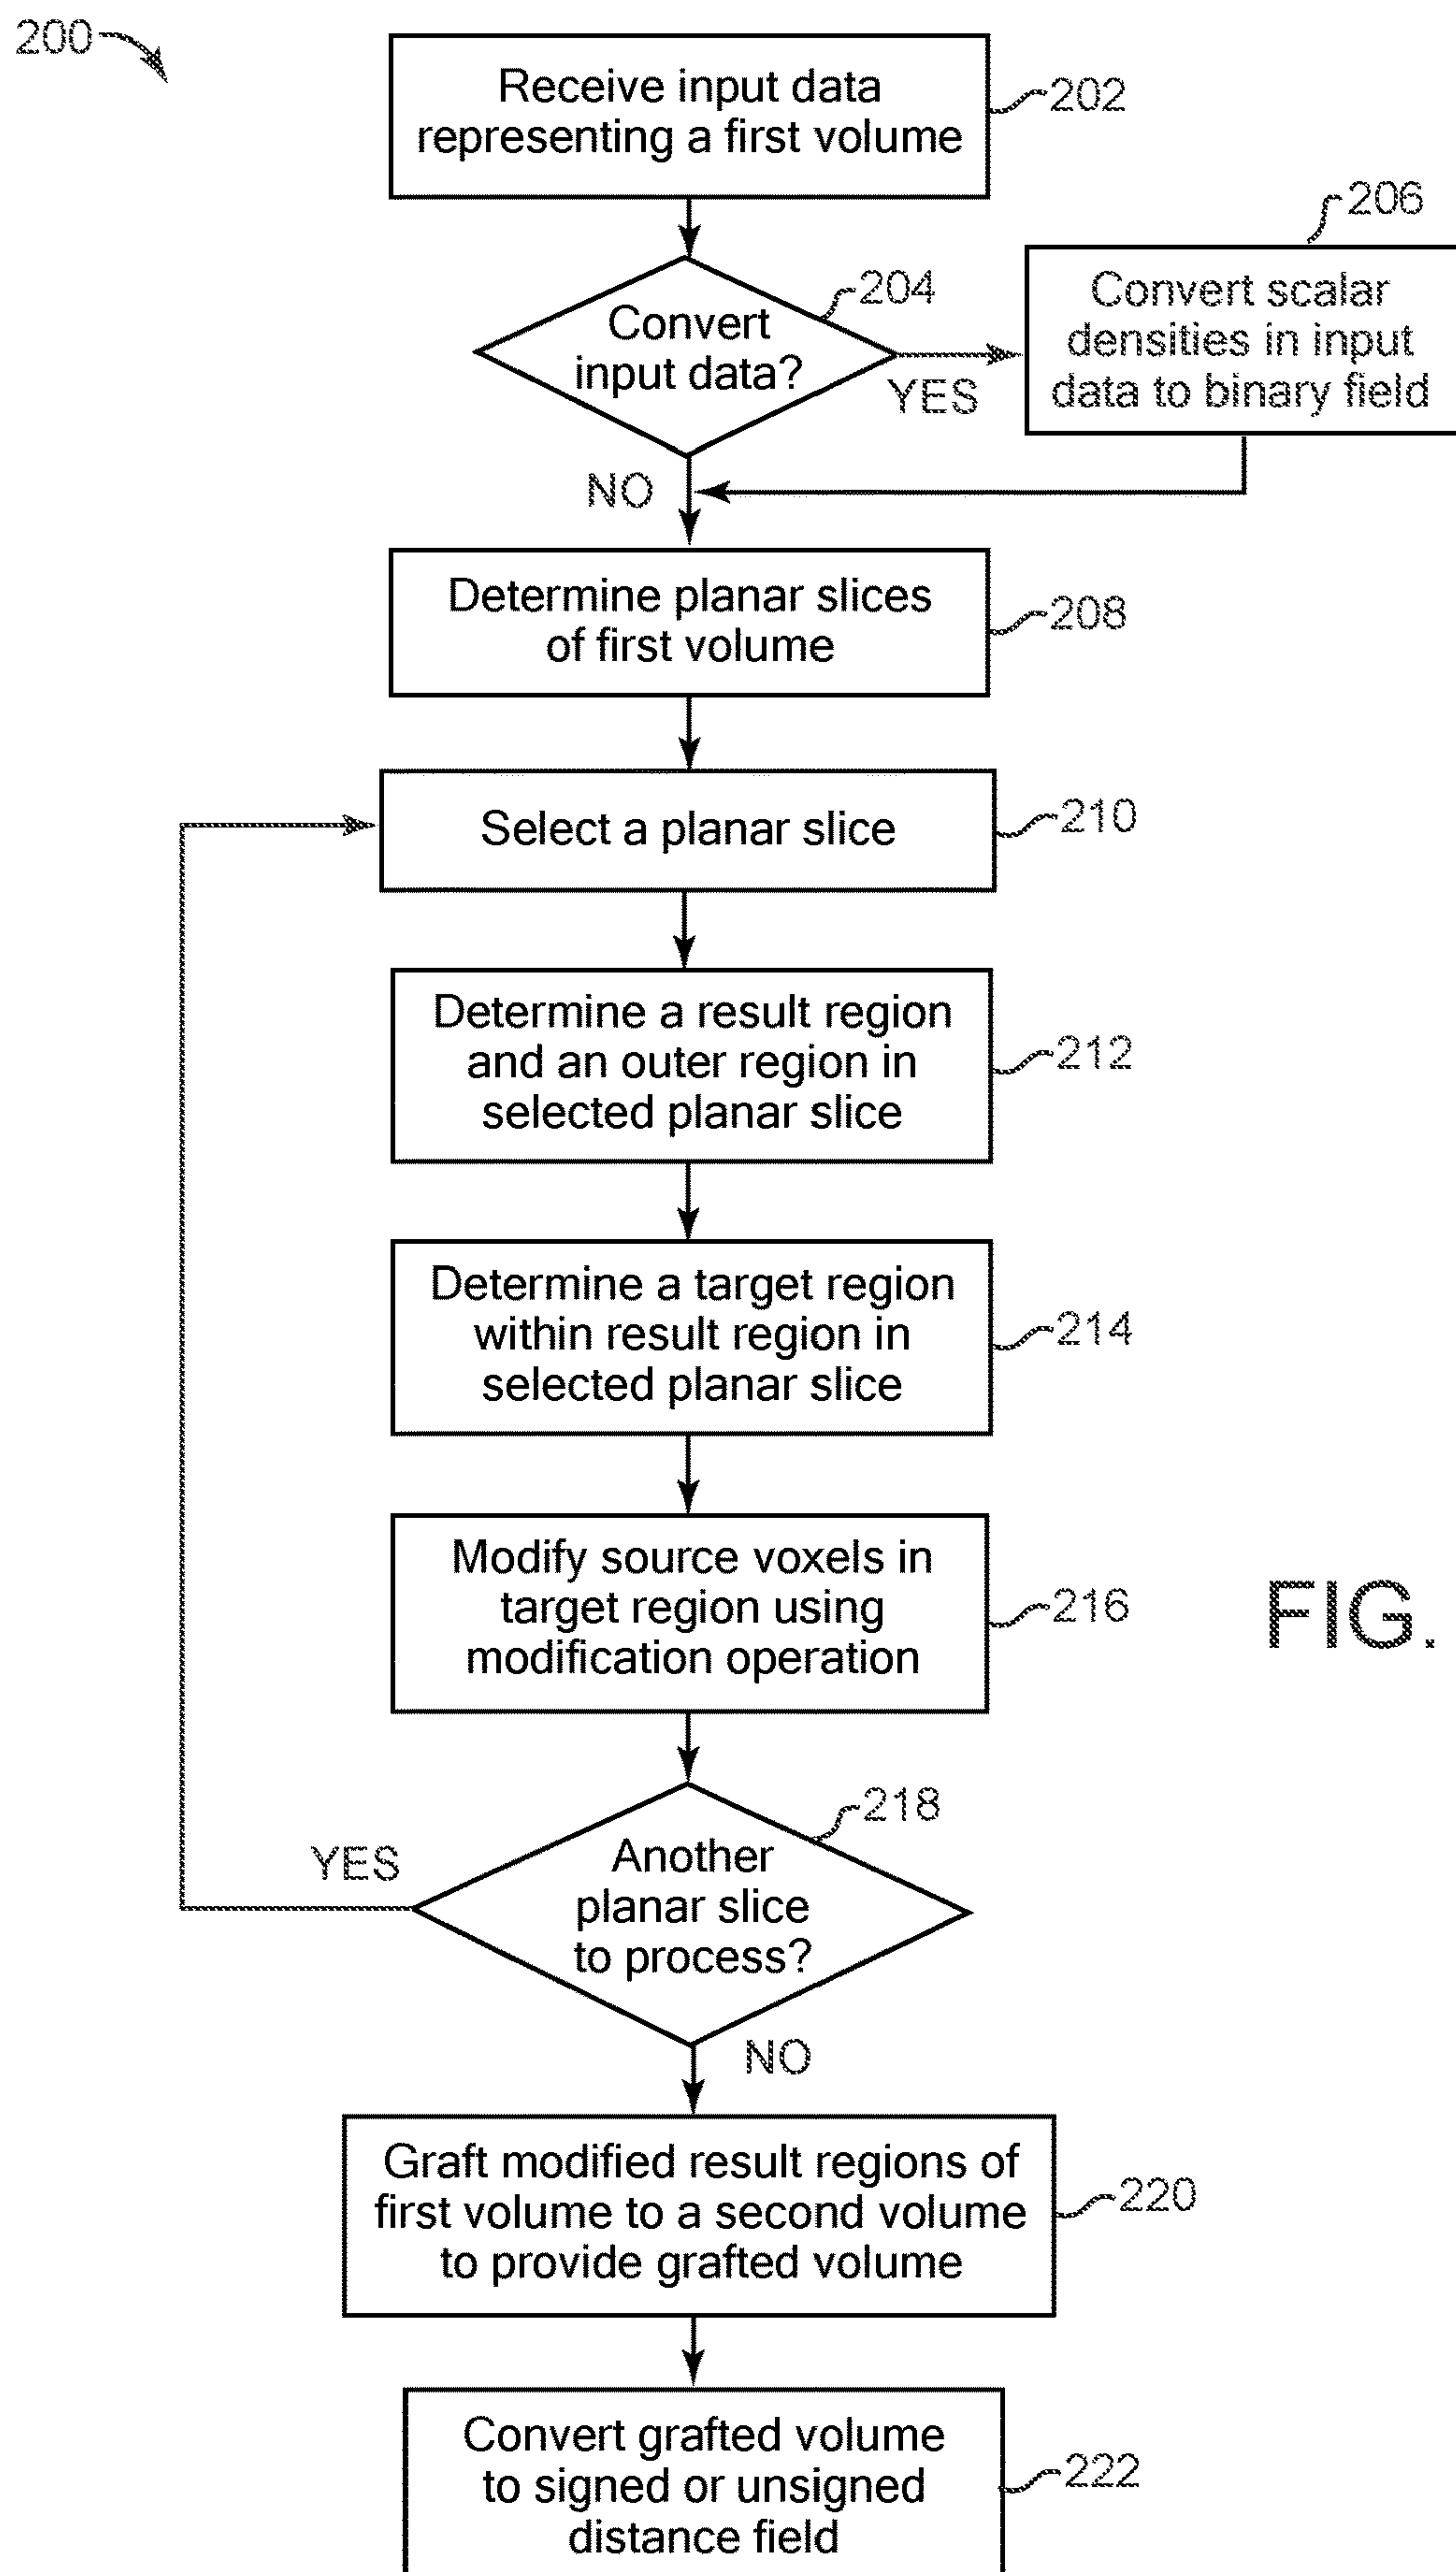 200
Receive input data
representing a first volume
202
206
Convert
input data?
204
YES
Convert scalar
densities in input
data to binary field
NO
Determine planar slices
of first volume
208
Select a planar slice
210
Determine a result region
and an outer region in
selected planar slice
212
Determine a target region
within result region in
selected planar slice
214
Modify source voxels in
target region using
modification operation
216
FIG.
218
Another
planar slice
to process?
YES
NO
Graft modified result regions of
first volume to a second volume
to provide grafted volume
220
Convert grafted volume
to signed or unsigned
distance field
222